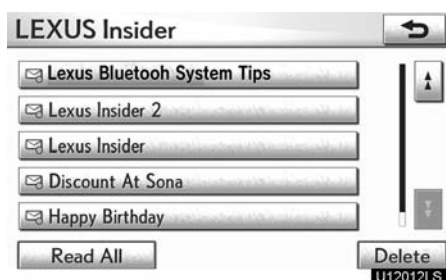 LEXUS Insider
Lexus Bluetooh System Tips
Lexus Insider 2
Lexus Insider
Discount At Sona
Happy Birthday
Read All
Delete
U12012LS